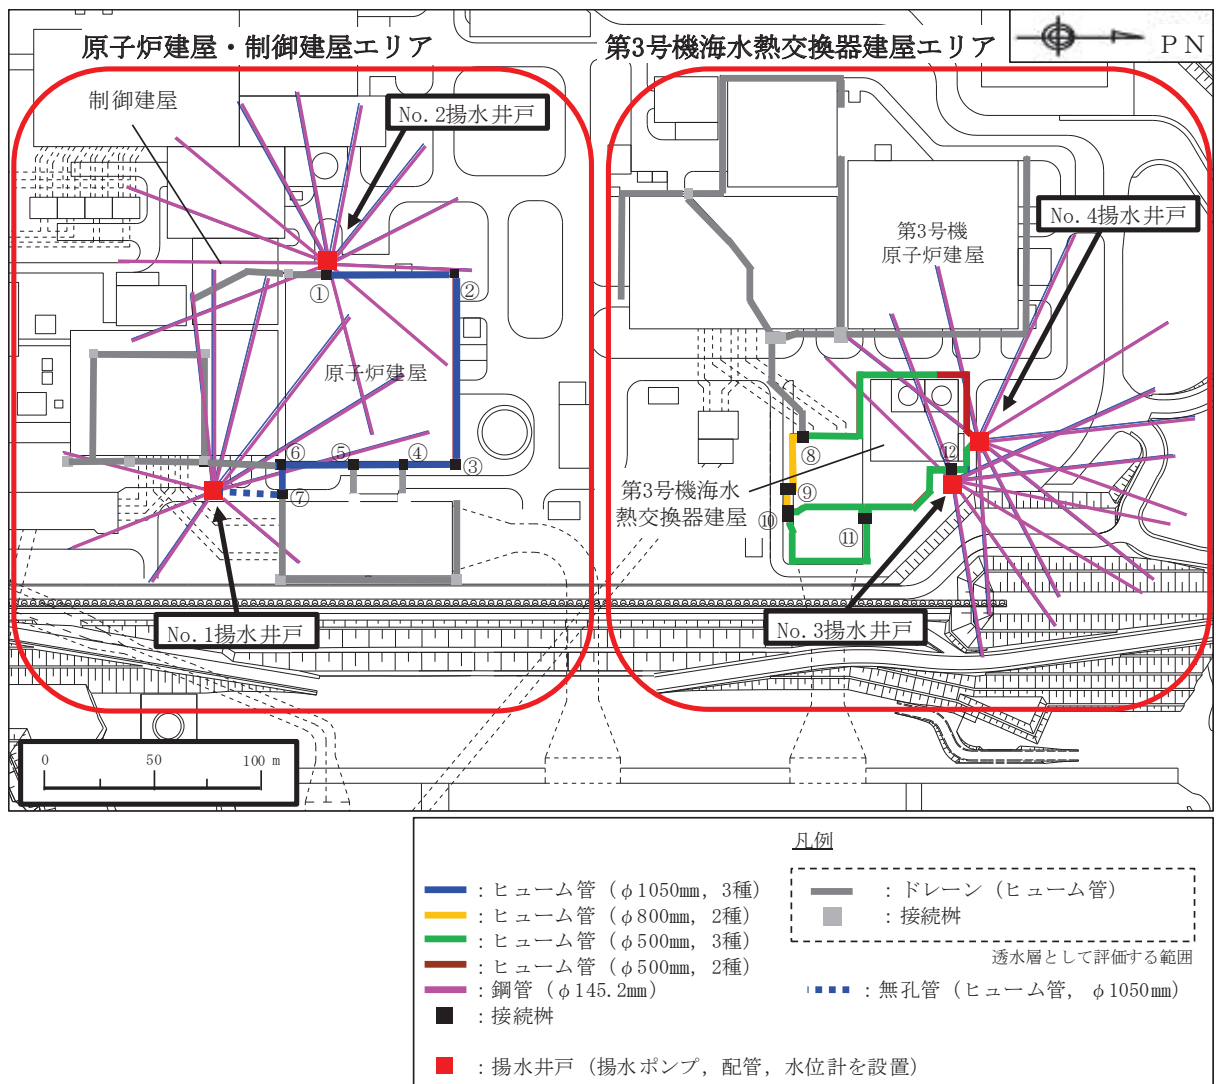 原子炉建屋・制御建屋エリア
第3号機海水熱交換器建屋エリア
PN
制御建屋
No.2揚水井戸
No.4揚水井戸
第3号機
原子炉建屋
①
②
原子炉建屋
⑥
⑤
④
③
⑦
⑧
⑫
第3号機海水
熱交換器建屋
⑨
⑩
⑪
No.1揚水井戸
No.3揚水井戸
0 50 100 m
凡例
：ヒューム管（φ1050mm，3種）
：ヒューム管（φ800mm，2種）
：ヒューム管（φ500mm，3種）
：ヒューム管（φ500mm，2種）
：鋼管（φ145.2mm）
：接続桝
：揚水井戸（揚水ポンプ，配管，水位計を設置）
：ドレーン（ヒューム管）
：接続桝
透水層として評価する範囲
：無孔管（ヒューム管，φ1050mm）